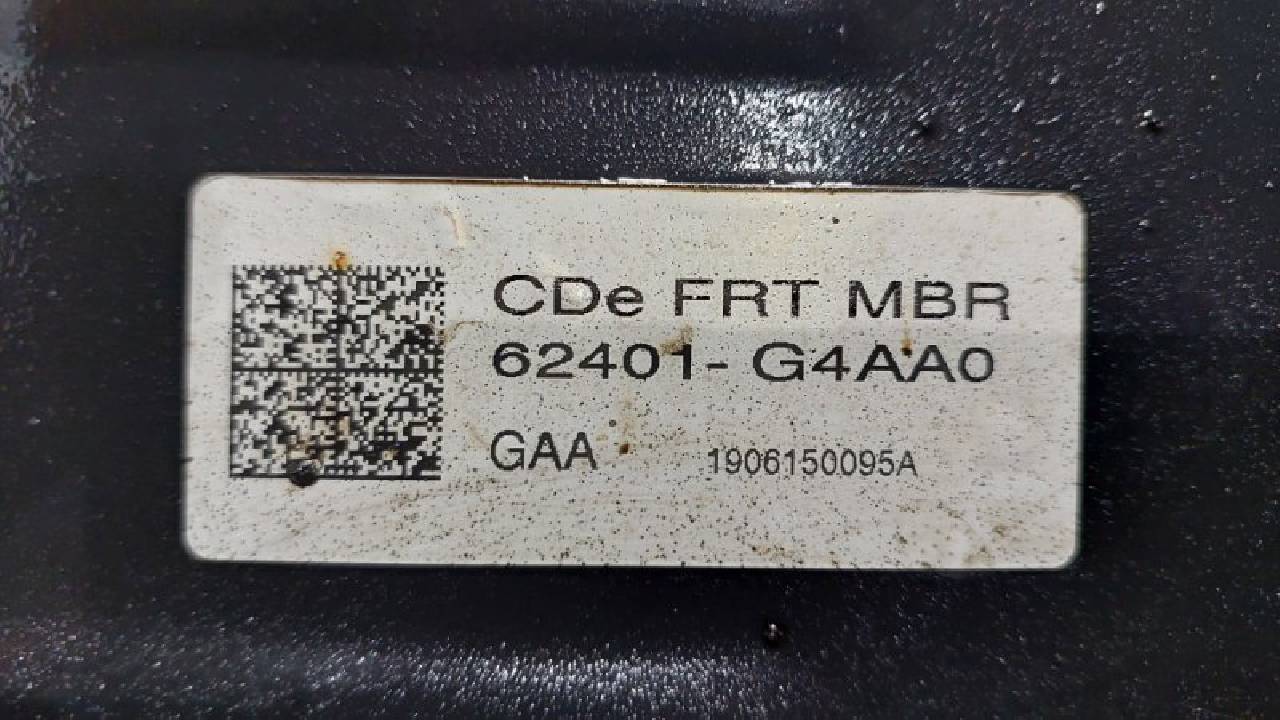 CDe FRT MBR
62401- G4AA0
GAA 1906150095A